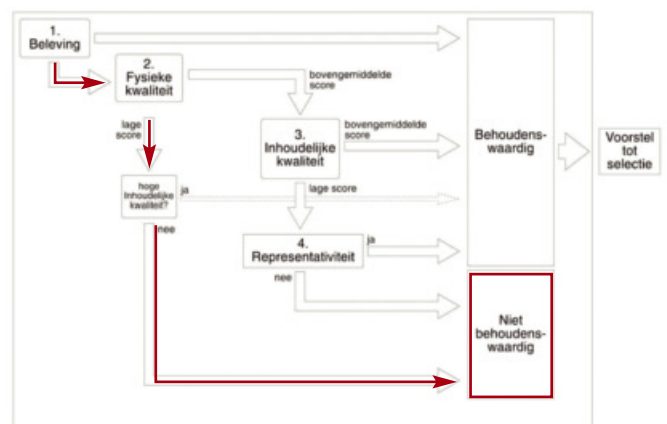 1.
Beleving
2.
Fysieke
kwaliteit
bovengemiddelde
score
lage
score
3.
Inhoudelijke
kwaliteit
bovengemiddelde
score
Behoudens-
waardig
Voorstel
tot
selectie
hoge
Inhoudelijke
kwaliteit?
ja
lage score
nee
4.
Representativiteit
ja
nee
Niet
behoudens-
waardig